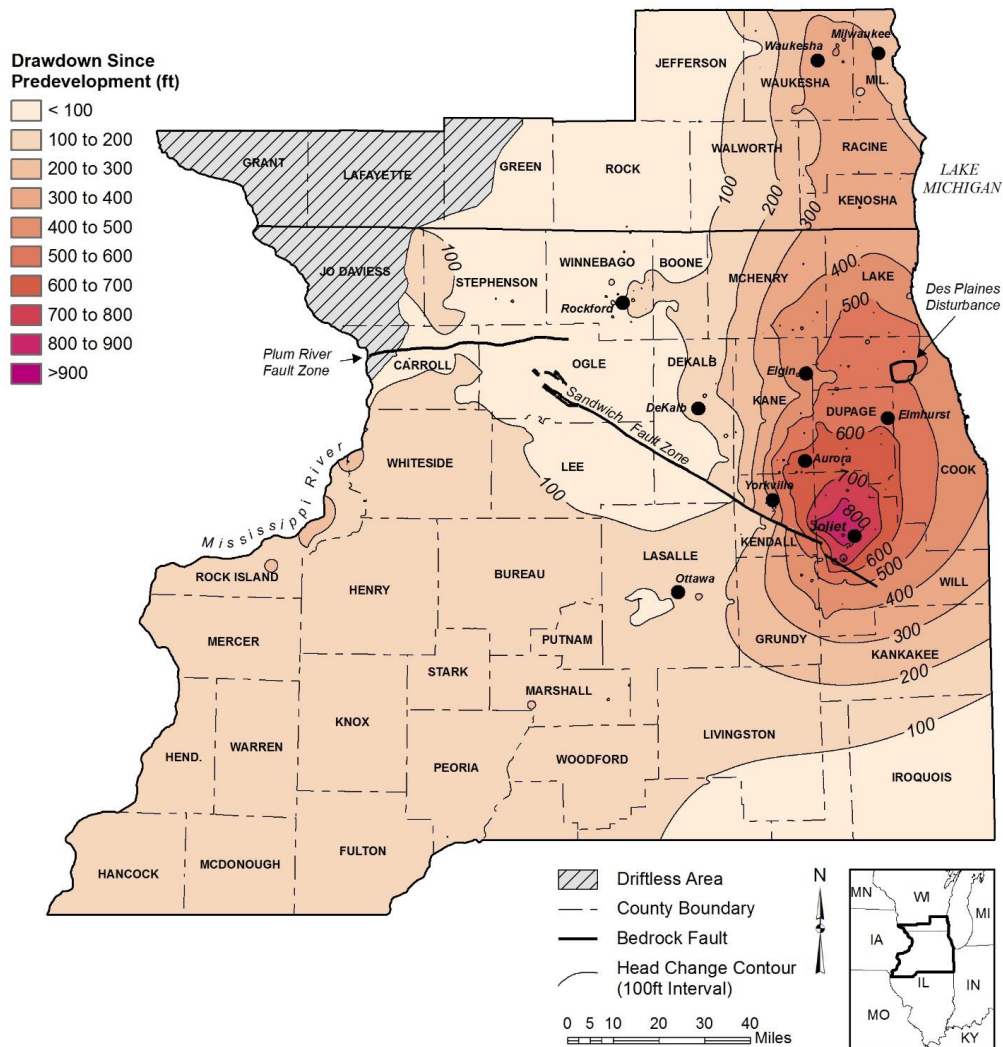 Drawdown Since
Predevelopment (ft)
< 100
100 to 200
200 to 300
300 to 400
400 to 500
500 to 600
600 to 700
700 to 800
800 to 900
>900
JEFFERSON
Waukesha
Milwaukee
WAUKESHA
MIL.
GRANT
LAFAYETTE
GREEN
ROCK
WALWORTH
RACINE
KENOSHA
LAKE
MICHIGAN
100
200
300
JO DAVIESS
100
STEPHENSON
WINNEBAGO
BOONE
MCHENRY
400
LAKE
500
Des Plaines
Disturbance
Rockford
Plum River
Fault Zone
CARROLL
OGLE
DEKALB
Elgin
KANE
DeKalb
Sandwich Fault Zone
DUPAGE
Elmhurst
600
WHITESIDE
LEE
Aurora
COOK
100
700
Yorkville
800
Joliet
Mississippi River
KENDALL
600
500
WILL
400
ROCK ISLAND
HENRY
BUREAU
LASALLE
Ottawa
MERCER
PUTNAM
GRUNDY
300
KANKAKEE
200
STARK
MARSHALL
KNOX
100
HEND.
WARREN
LIVINGSTON
PEORIA
WOODFORD
IROQUOIS
HANCOCK
MCDONOUGH
FULTON
Driftless Area
County Boundary
Bedrock Fault
Head Change Contour
(100ft Interval)
0 5 10 20 30 40
Miles
N
MN
WI
MI
IA
IL
IN
MO
KY